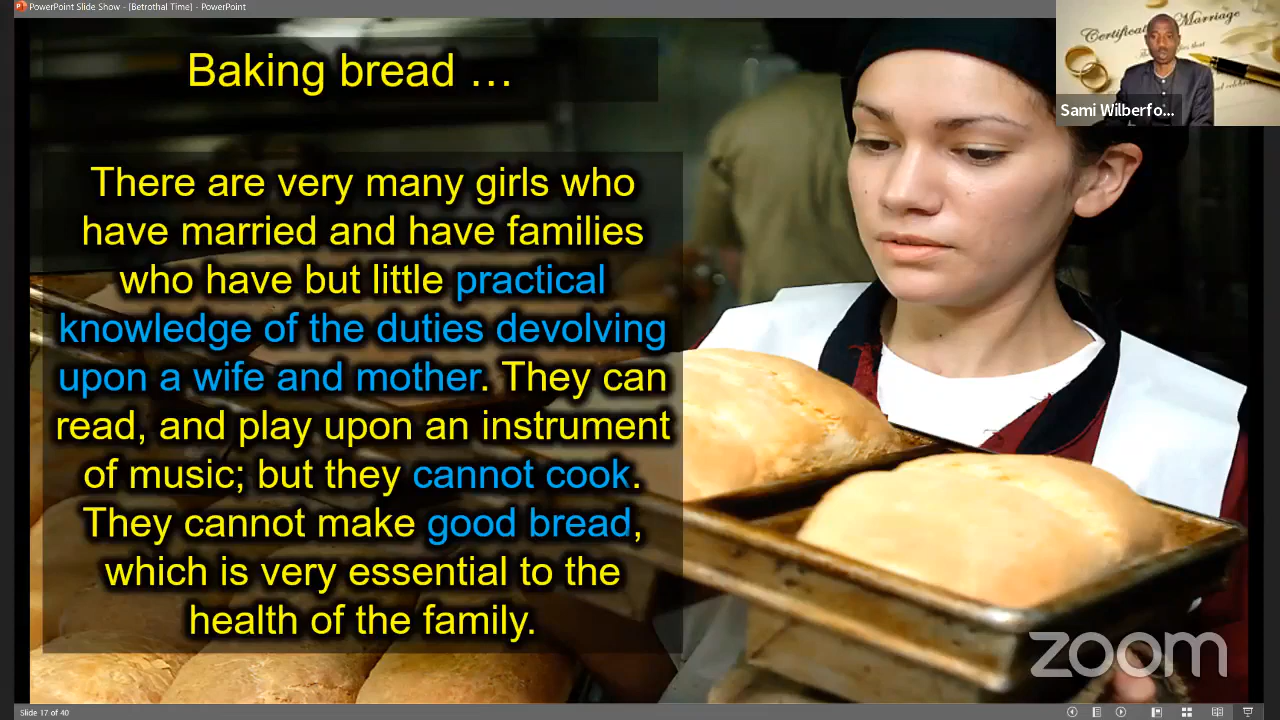 PowerPoint Slide Show - [Betrothal Time] - PowerPoint
Baking bread …
There are very many girls who
have married and have families
who have but little practical
knowledge of the duties devolving
upon a wife and mother. They can
read, and play upon an instrument
of music; but they cannot cook.
They cannot make good bread,
which is very essential to the
health of the family.
Marriage
Sami Wilberfo...
zoom
Slide 17 of 40